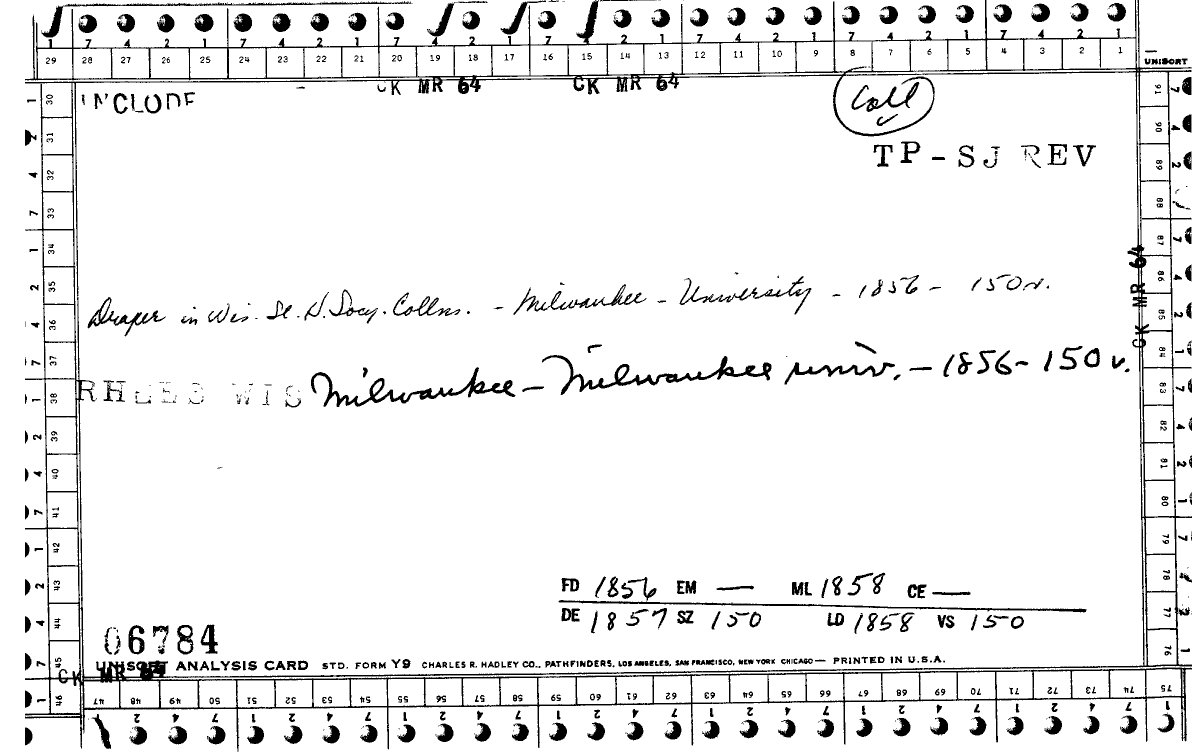 1 7 4 2 1 7 4 2 1 7 4 2 1 7 4 2 1 7 4 2 1 7 4 2 1 7 4 2 1
29 28 27 26 25 24 23 22 21 20 19 18 17 16 15 14 13 12 11 10 9 8 7 6 5 4 3 2 1
UNISORT
CK MR 64 CK MR 64
INCLUDE
Coll
TP-SJ REV
CK MR 64
Draper in Wis. St. H. Socy. Collns. - Milwaukee - University - 1856 - 150 v.
RHEES WIS Milwaukee - Milwaukee univ. - 1856 - 150 v.
FD 1856 EM — ML 1858 CE —
DE 1857 SZ 150 LD 1858 VS 150
06784
UNISORT ANALYSIS CARD STD. FORM Y9 CHARLES R. HADLEY CO., PATHFINDERS, LOS ANGELES, SAN FRANCISCO, NEW YORK CHICAGO — PRINTED IN U.S.A.
CK MR 64
30 31 32 33 34 35 36 37 38 39 40 41 42 43 44 45 46
91 90 89 88 87 86 85 84 83 82 81 80 79 78 77 76 75
47 48 49 50 51 52 53 54 55 56 57 58 59 60 61 62 63 64 65 66 67 68 69 70 71 72 73 74 75